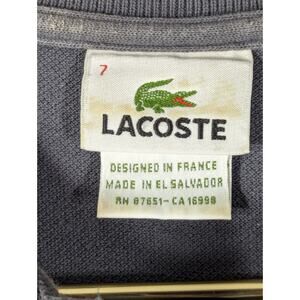 7
LACOSTE
DESIGNED IN FRANCE
MADE IN EL SALVADOR
RN 87651-CA 16998